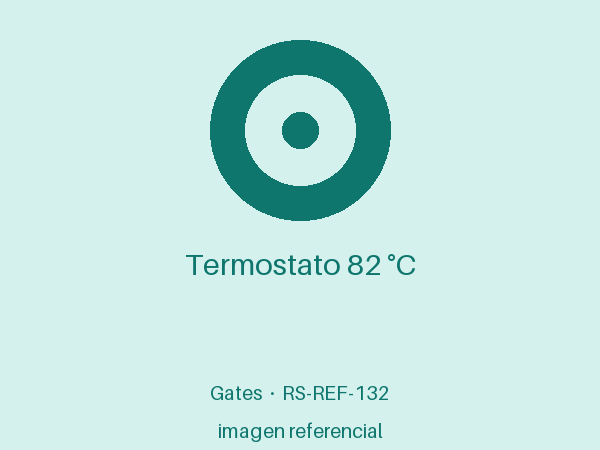 Termostato 82 °C
Gates · RS-REF-132
imagen referencial